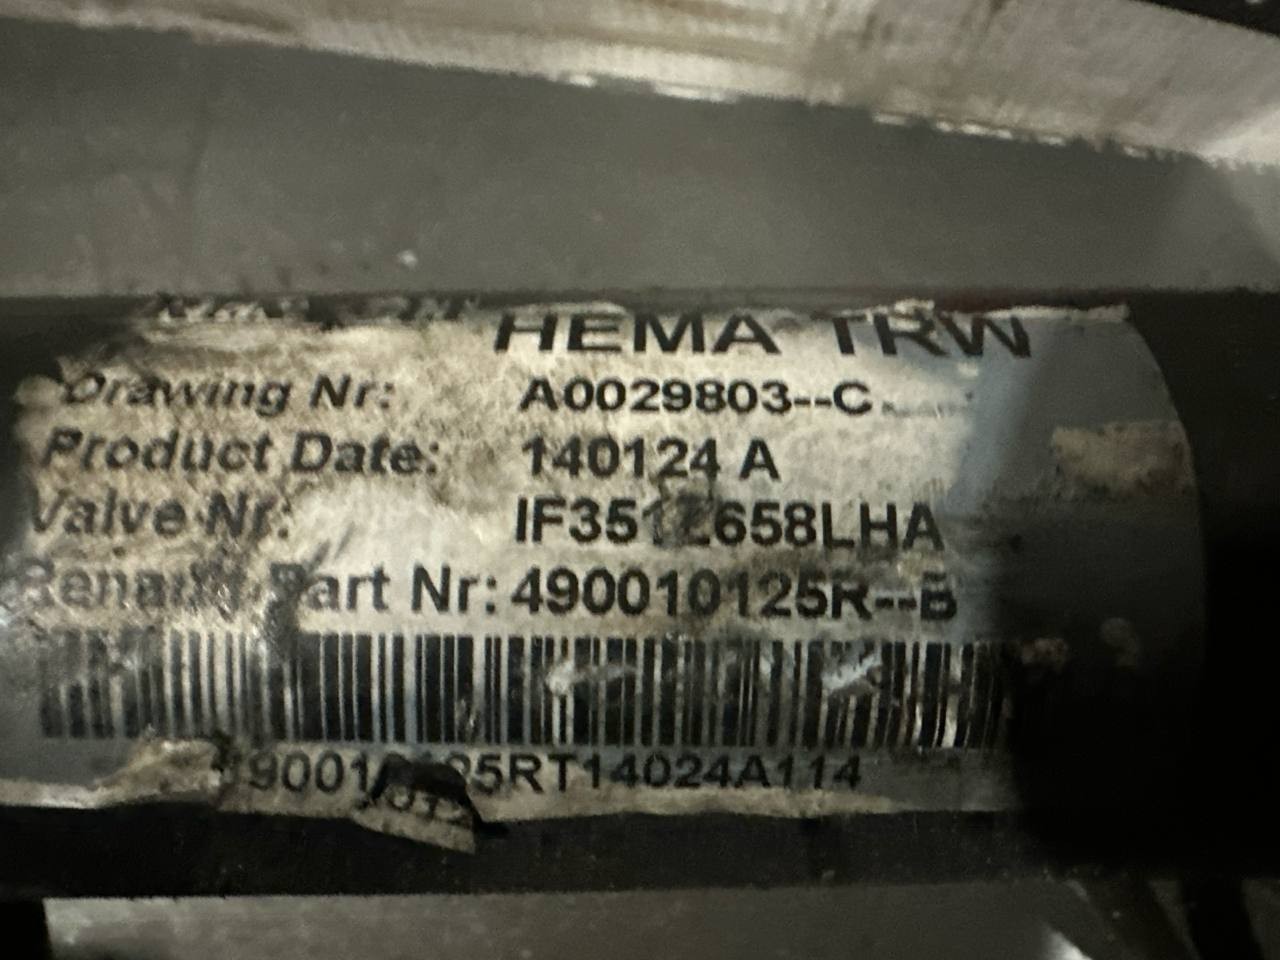 HEMA TRW
Drawing Nr: A0029803--C
Product Date: 140124 A
Valve Nr:
Part Nr: 490010125R--B